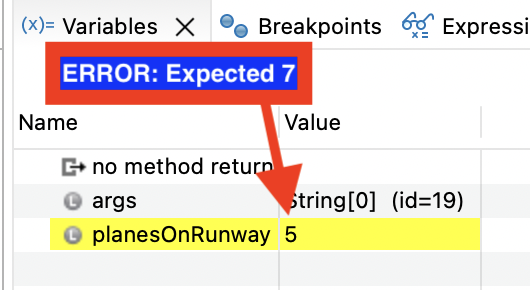 (x)= Variables Breakpoints Expressi
ERROR: Expected 7
Name Value
no method return
L args String[0] (id=19)
L planesOnRunway 5